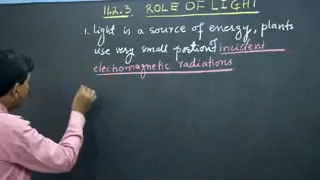 11.2.3. ROLE OF LIGHT
1. Light is a source of energy, plants
use very small portion of incident
electromagnetic radiations